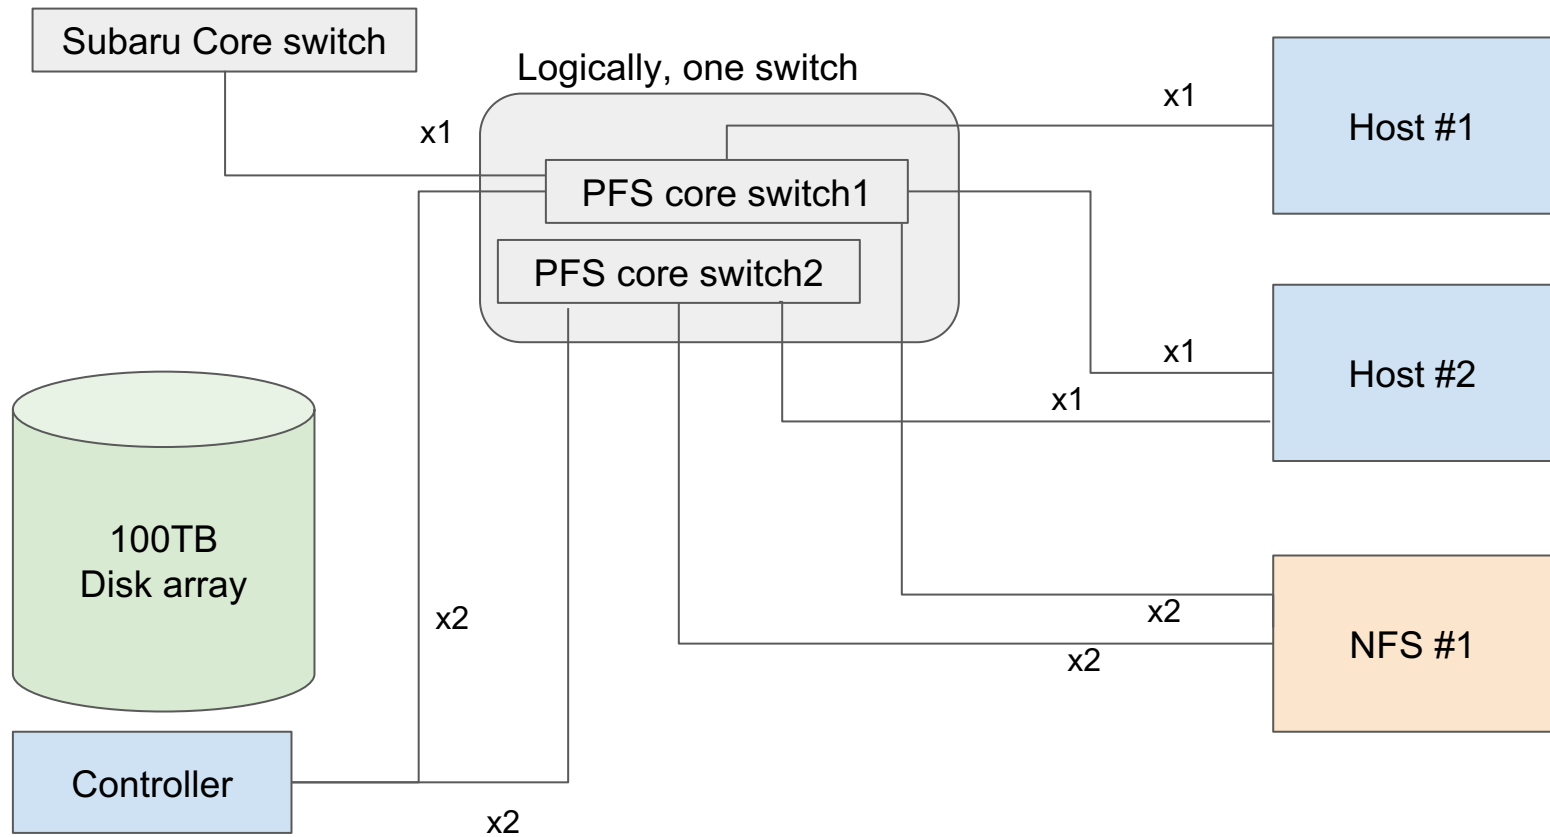 Subaru Core switch
Logically, one switch
x1
x1
Host #1
PFS core switch1
PFS core switch2
x1
Host #2
x1
100TB
Disk array
x2
x2
x2
NFS #1
Controller
x2